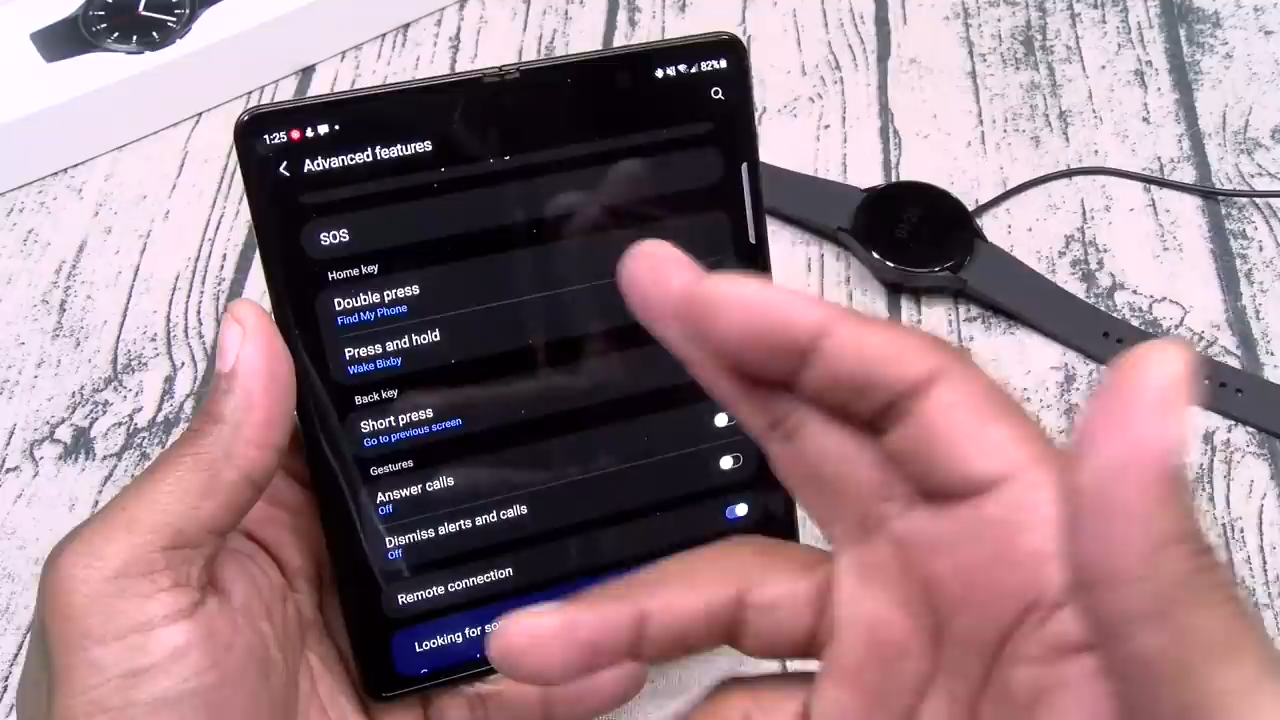 1:25
82%
Advanced features
SOS
Home key
Double press
Find My Phone
Press and hold
Wake Bixby
Back key
Short press
Go to previous screen
Gestures
Answer calls
Off
Dismiss alerts and calls
Off
Remote connection
Looking for